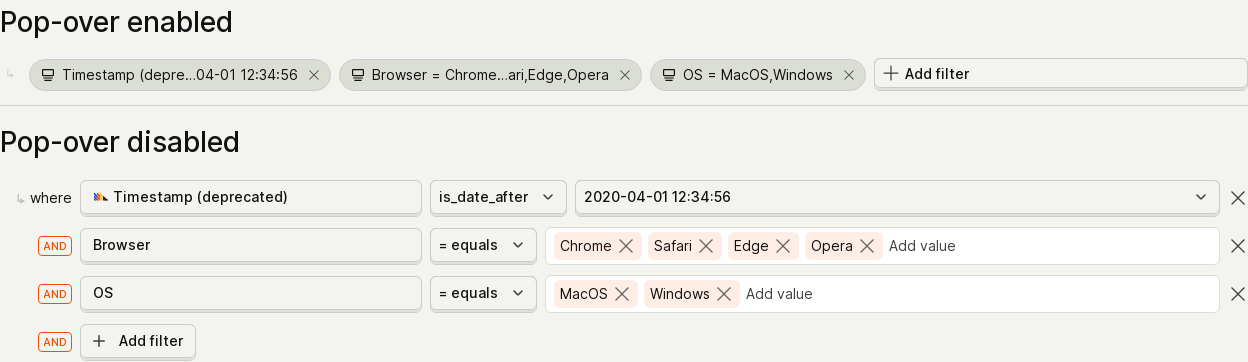 Pop-over enabled
Timestamp (depre...04-01 12:34:56 Browser = Chrome...ari,Edge,Opera OS = MacOS,Windows Add filter
Pop-over disabled
where Timestamp (deprecated) is_date_after 2020-04-01 12:34:56
AND Browser = equals Chrome Safari Edge Opera Add value
AND OS = equals MacOS Windows Add value
AND Add filter